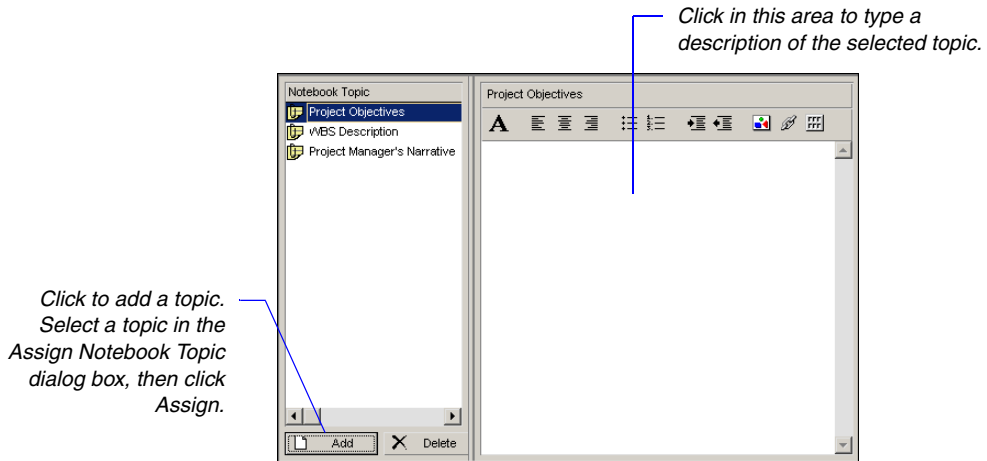 Click in this area to type a
description of the selected topic.
Notebook Topic
Project Objectives
WBS Description
Project Manager's Narrative
Project Objectives
A
Click to add a topic.
Select a topic in the
Assign Notebook Topic
dialog box, then click
Assign.
Add
Delete